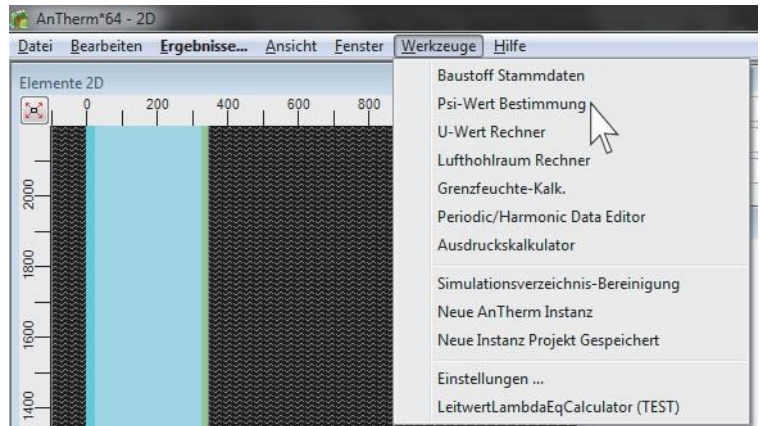 AnTherm*64 - 2D
Datei Bearbeiten Ergebnisse... Ansicht Fenster Werkzeuge Hilfe
Elemente 2D
0 200 400 600 800
2000
1800
1600
1400
Baustoff Stammdaten
Psi-Wert Bestimmung
U-Wert Rechner
Lufthohlraum Rechner
Grenzfeuchte-Kalk.
Periodic/Harmonic Data Editor
Ausdruckskalkulator
Simulationsverzeichnis-Bereinigung
Neue AnTherm Instanz
Neue Instanz Projekt Gespeichert
Einstellungen ...
LeitwertLambdaEqCalculator (TEST)